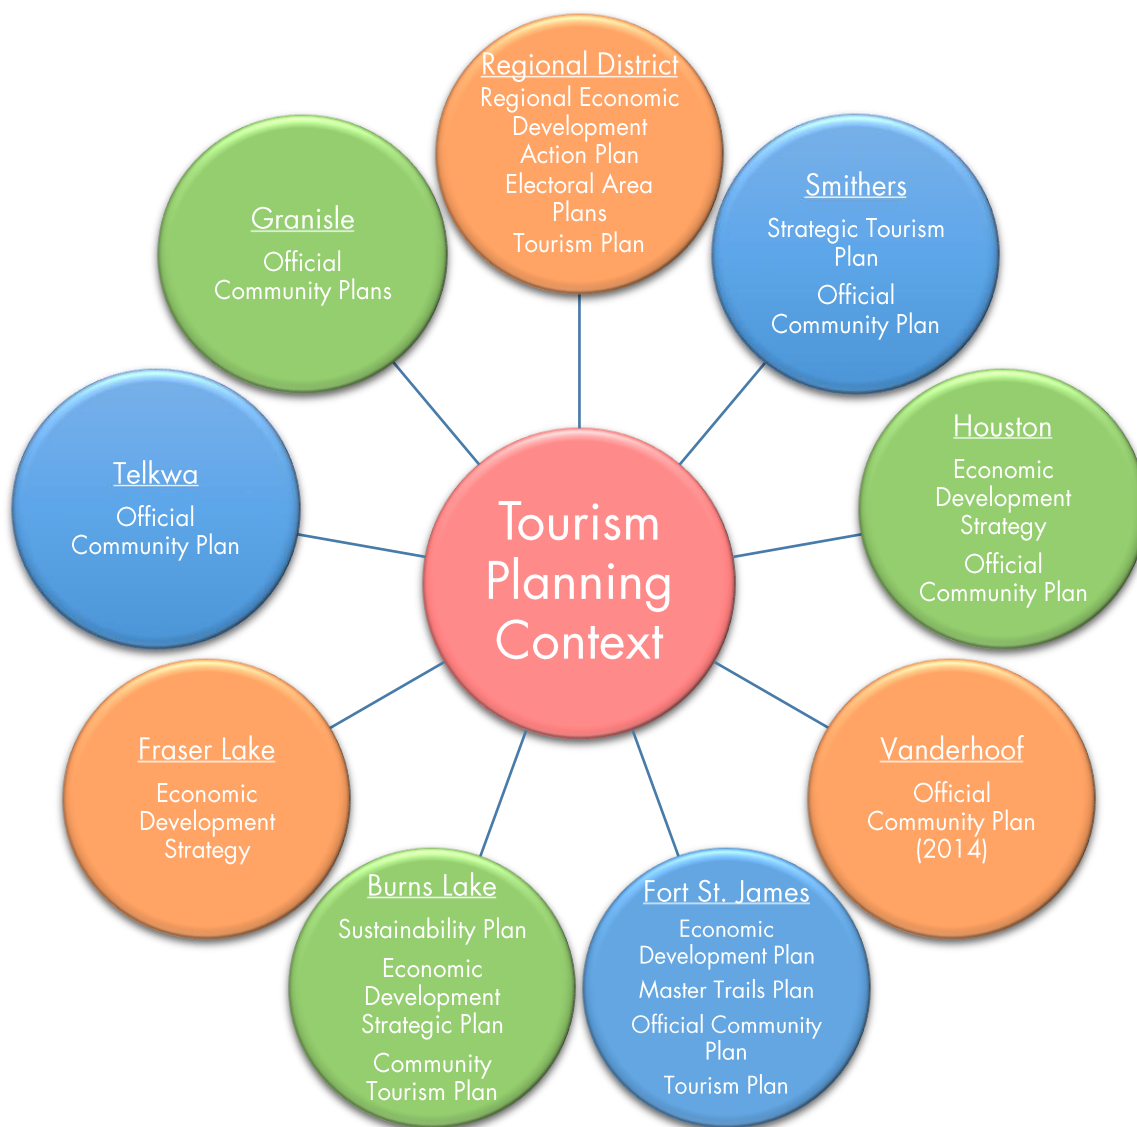 Regional District
Regional Economic
Development
Action Plan
Electoral Area
Plans
Tourism Plan
Smithers
Strategic Tourism
Plan
Official
Community Plan
Houston
Economic
Development
Strategy
Official
Community Plan
Vanderhoof
Official
Community Plan
(2014)
Fort St. James
Economic
Development Plan
Master Trails Plan
Official Community
Plan
Tourism Plan
Burns Lake
Sustainability Plan
Economic
Development
Strategic Plan
Community
Tourism Plan
Fraser Lake
Economic
Development
Strategy
Telkwa
Official
Community Plan
Granisle
Official
Community Plans
Tourism
Planning
Context